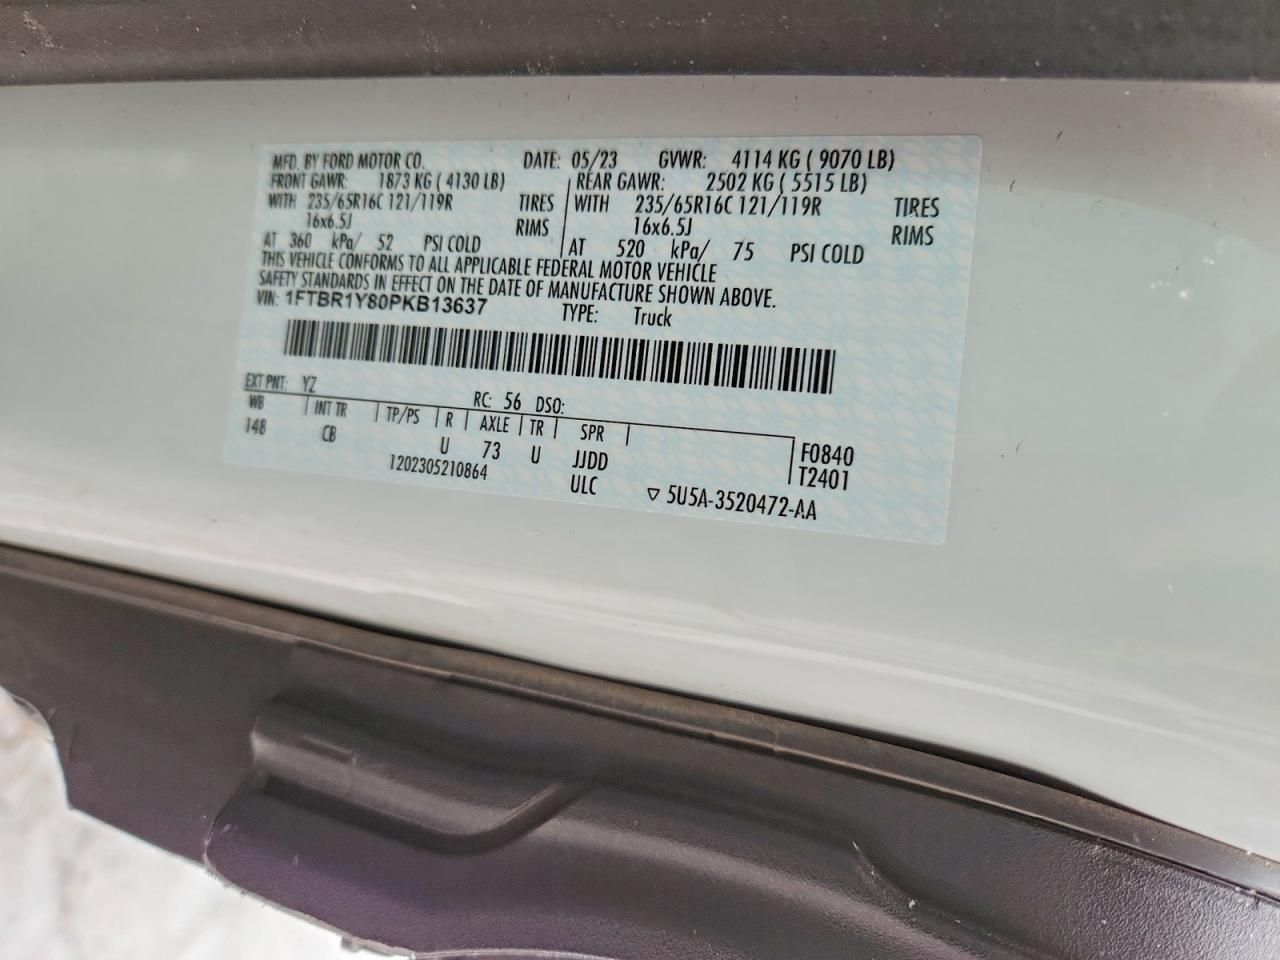 MFD. BY FORD MOTOR CO. DATE: 05/23 GVWR: 4114 KG ( 9070 LB)
FRONT GAWR: 1873 KG ( 4130 LB) REAR GAWR: 2502 KG ( 5515 LB)
WITH 235/65R16C 121/119R TIRES WITH 235/65R16C 121/119R TIRES
16x6.5J RIMS 16x6.5J RIMS
AT 360 kPa/ 52 PSI COLD AT 520 kPa/ 75 PSI COLD
THIS VEHICLE CONFORMS TO ALL APPLICABLE FEDERAL MOTOR VEHICLE
SAFETY STANDARDS IN EFFECT ON THE DATE OF MANUFACTURE SHOWN ABOVE.
VIN: 1FTBR1Y80PKB13637 TYPE: Truck
EXT PNT: YZ RC: 56 DSO:
WB INT TR TP/PS R AXLE TR SPR F0840
148 CB U 73 U JJDD T2401
1202305210864 ULC 5U5A-3520472-AA